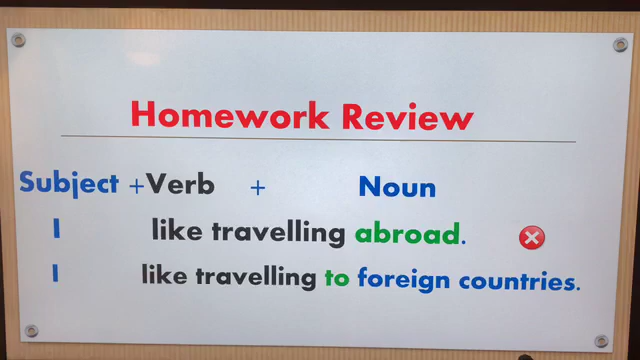 Homework Review
Subject + Verb + Noun
I like travelling abroad.
I like travelling to foreign countries.